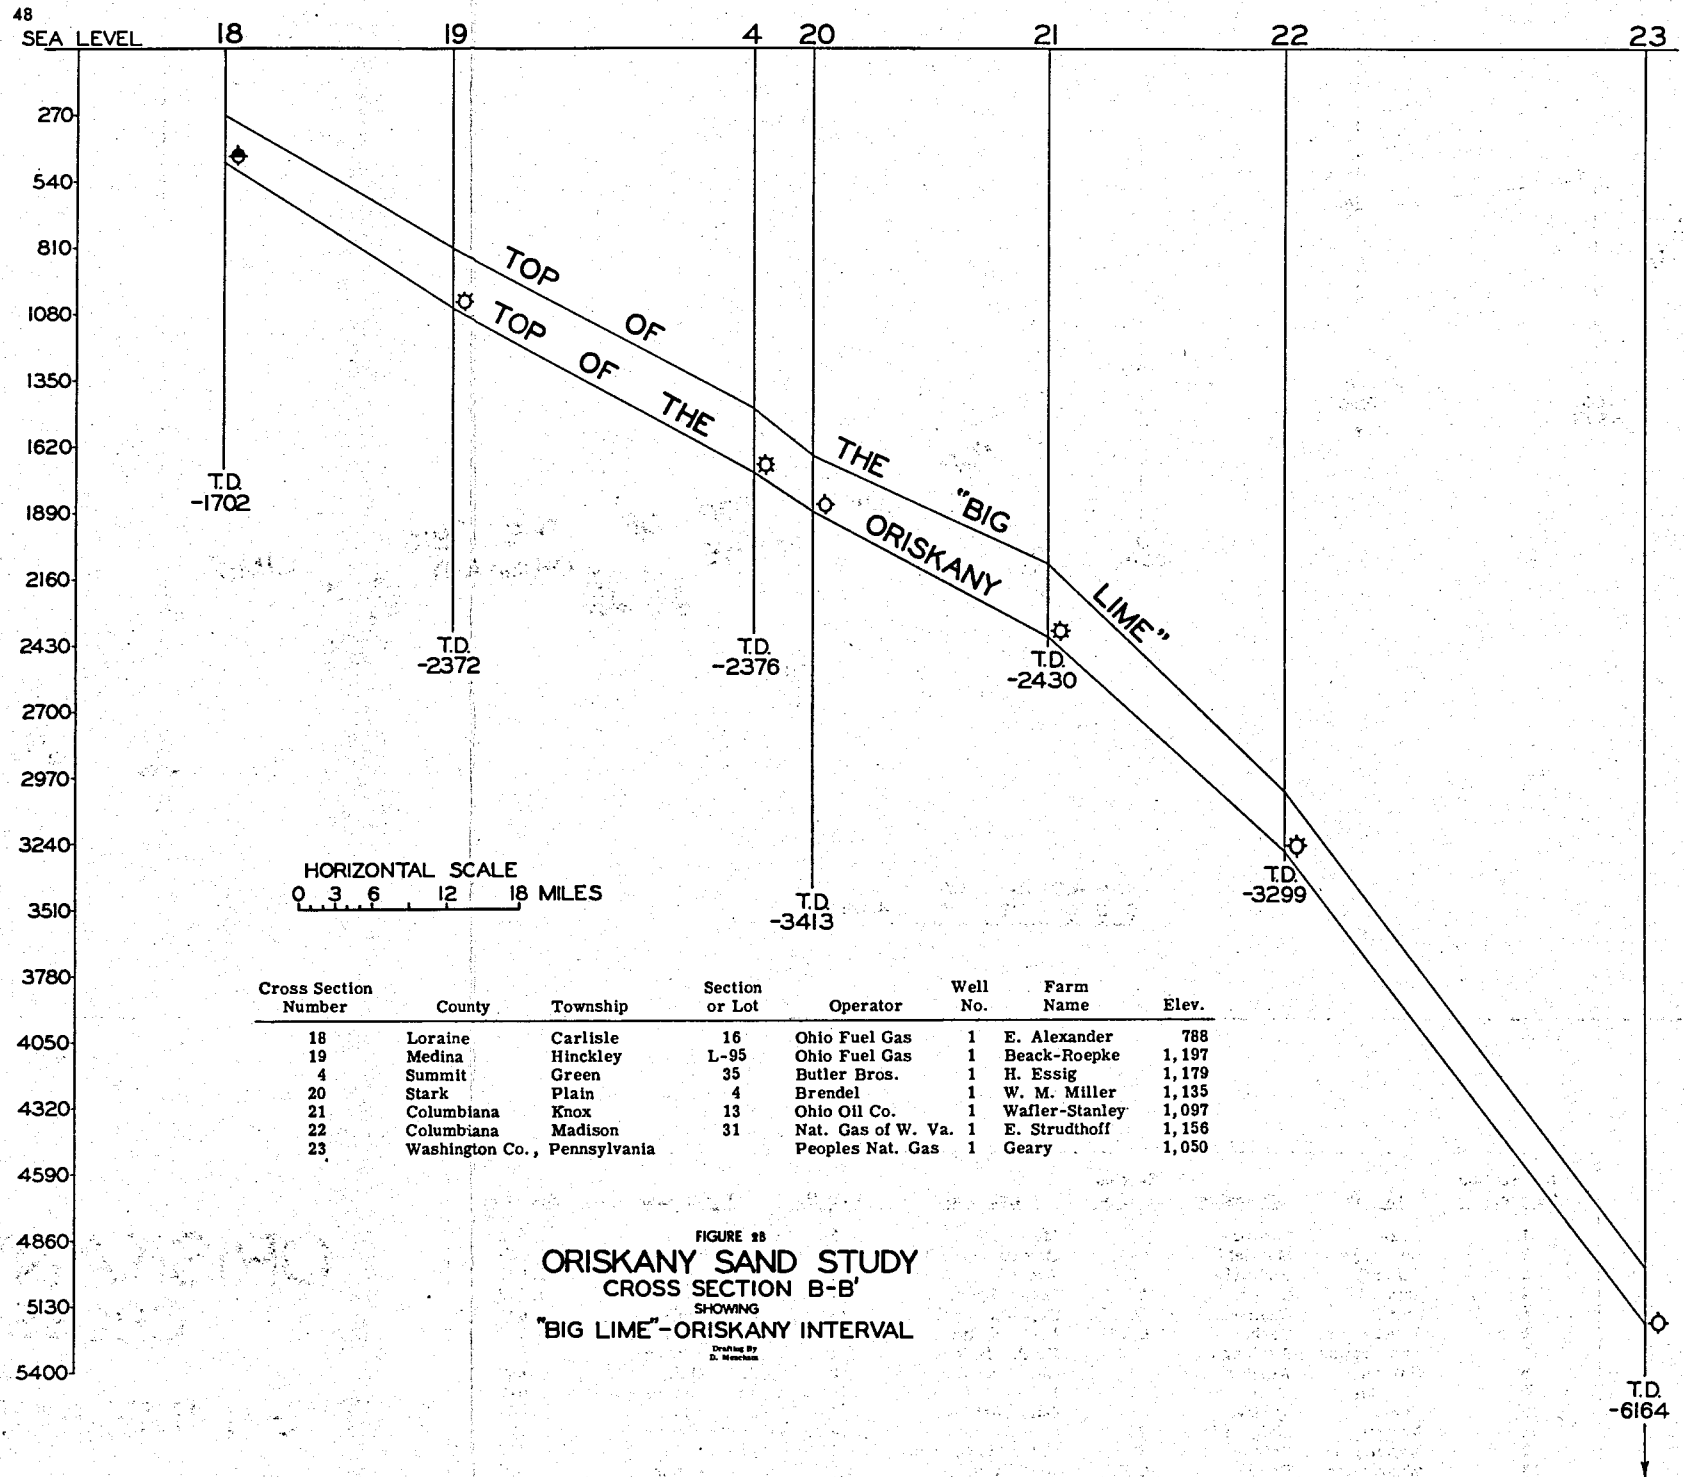 48
SEA LEVEL 18 19 4 20 21 22 23
270
540
810
1080
1350
1620
1890
2160
2430
2700
2970
3240
3510
3780
4050
4320
4590
4860
5130
5400
TOP OF THE "BIG LIME"
TOP OF THE ORISKANY
T.D.
-1702
T.D.
-2372
T.D.
-2376
T.D.
-3413
T.D.
-2430
T.D.
-3299
T.D.
-6164
HORIZONTAL SCALE
0 3 6 12 18 MILES
Cross Section Section Well Farm
Number County Township or Lot Operator No. Name Elev.
18 Loraine Carlisle 16 Ohio Fuel Gas 1 E. Alexander 788
19 Medina Hinckley L-95 Ohio Fuel Gas 1 Beack-Roepke 1,197
4 Summit Green 35 Butler Bros. 1 H. Essig 1,179
20 Stark Plain 4 Brendel 1 W. M. Miller 1,135
21 Columbiana Knox 13 Ohio Oil Co. 1 Wafler-Stanley 1,097
22 Columbiana Madison 31 Nat. Gas of W. Va. 1 E. Strudthoff 1,156
23 Washington Co., Pennsylvania Peoples Nat. Gas 1 Geary 1,050
FIGURE 2B
ORISKANY SAND STUDY
CROSS SECTION B-B'
SHOWING
"BIG LIME"-ORISKANY INTERVAL
Drafting By
D. Meacham